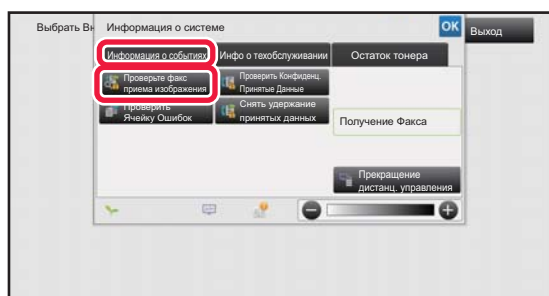 Выбрать Вн
Информация о системе
OK
Выход
Информация о событиях
Инфо о техобслуживании
Остаток тонера
Проверьте факс
приема изображения
Проверить Конфиденц.
Принятые Данные
Проверить
Ячейку Ошибок
Снять удержание
принятых данных
Получение Факса
Прекращение
дистанц. управления